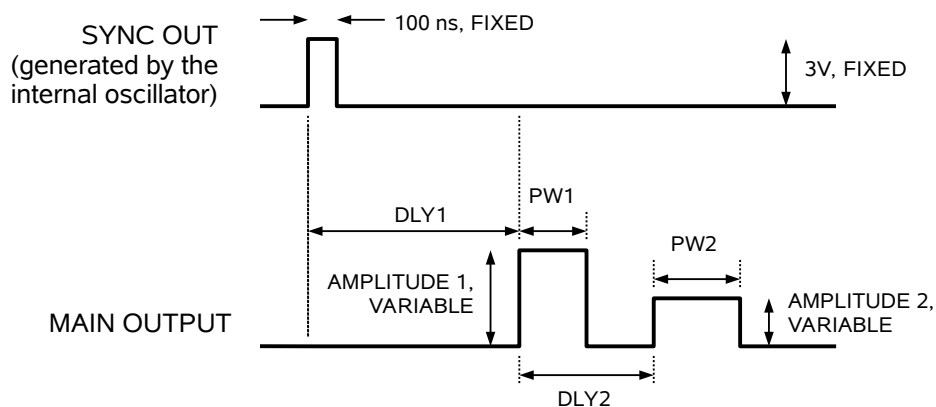 100 ns, FIXED
SYNC OUT
(generated by the
internal oscillator)
3V, FIXED
DLY1
PW1
PW2
AMPLITUDE 1,
VARIABLE
AMPLITUDE 2,
VARIABLE
MAIN OUTPUT
DLY2